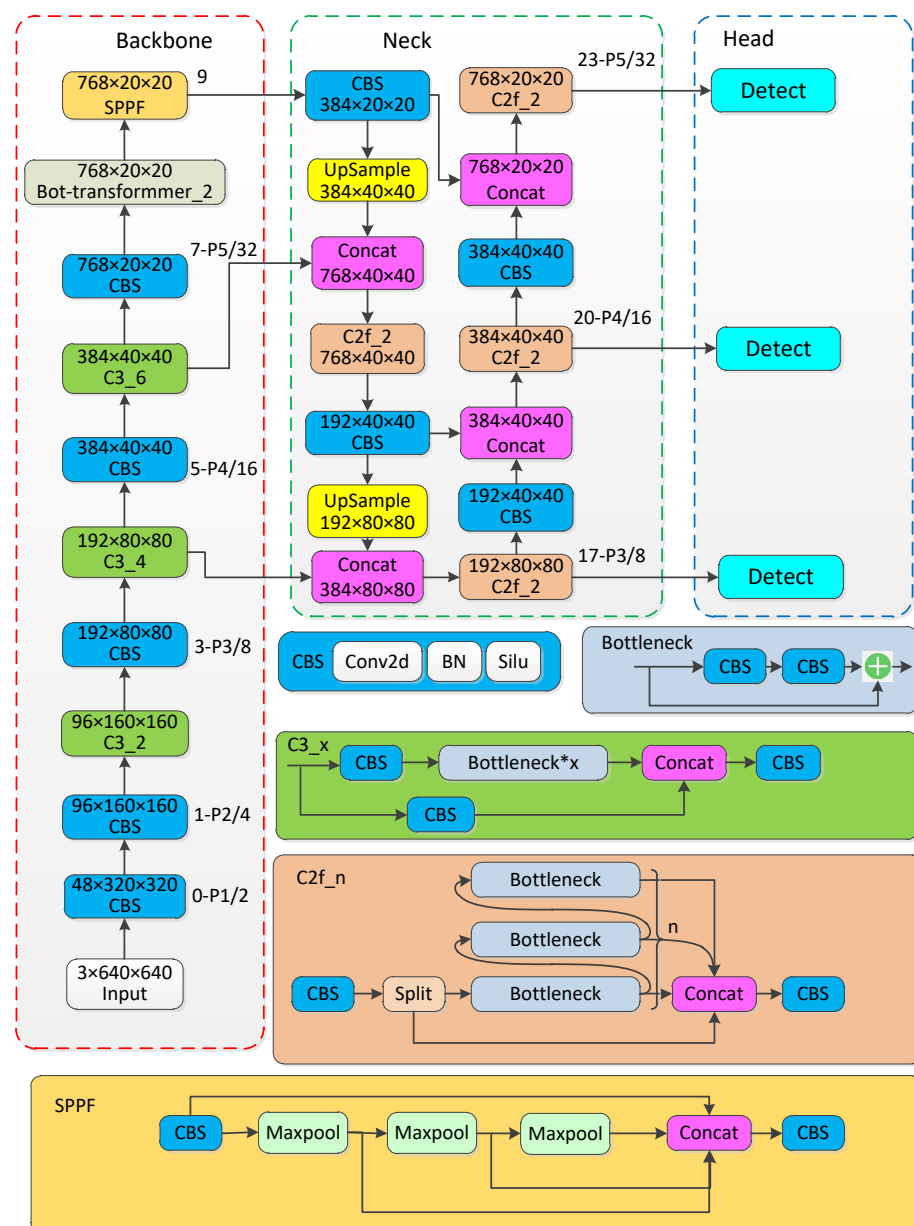 Backbone
768×20×20
SPPF
9
768×20×20
Bot-transformmer_2
768×20×20
CBS
7-P5/32
384×40×40
C3_6
384×40×40
CBS
5-P4/16
192×80×80
C3_4
192×80×80
CBS
3-P3/8
96×160×160
C3_2
96×160×160
CBS
1-P2/4
48×320×320
CBS
0-P1/2
3×640×640
Input
Neck
CBS
384×20×20
UpSample
384×40×40
Concat
768×40×40
C2f_2
768×40×40
192×40×40
CBS
UpSample
192×80×80
Concat
384×80×80
768×20×20
C2f_2
23-P5/32
768×20×20
Concat
384×40×40
CBS
384×40×40
C2f_2
20-P4/16
384×40×40
Concat
192×40×40
CBS
192×80×80
C2f_2
17-P3/8
Head
Detect
Detect
Detect
CBS Conv2d BN Silu
Bottleneck
CBS CBS
C3_x
CBS Bottleneck*x Concat CBS
CBS
C2f_n
Bottleneck
n
Bottleneck
CBS Split Bottleneck Concat CBS
SPPF
CBS Maxpool Maxpool Maxpool Concat CBS